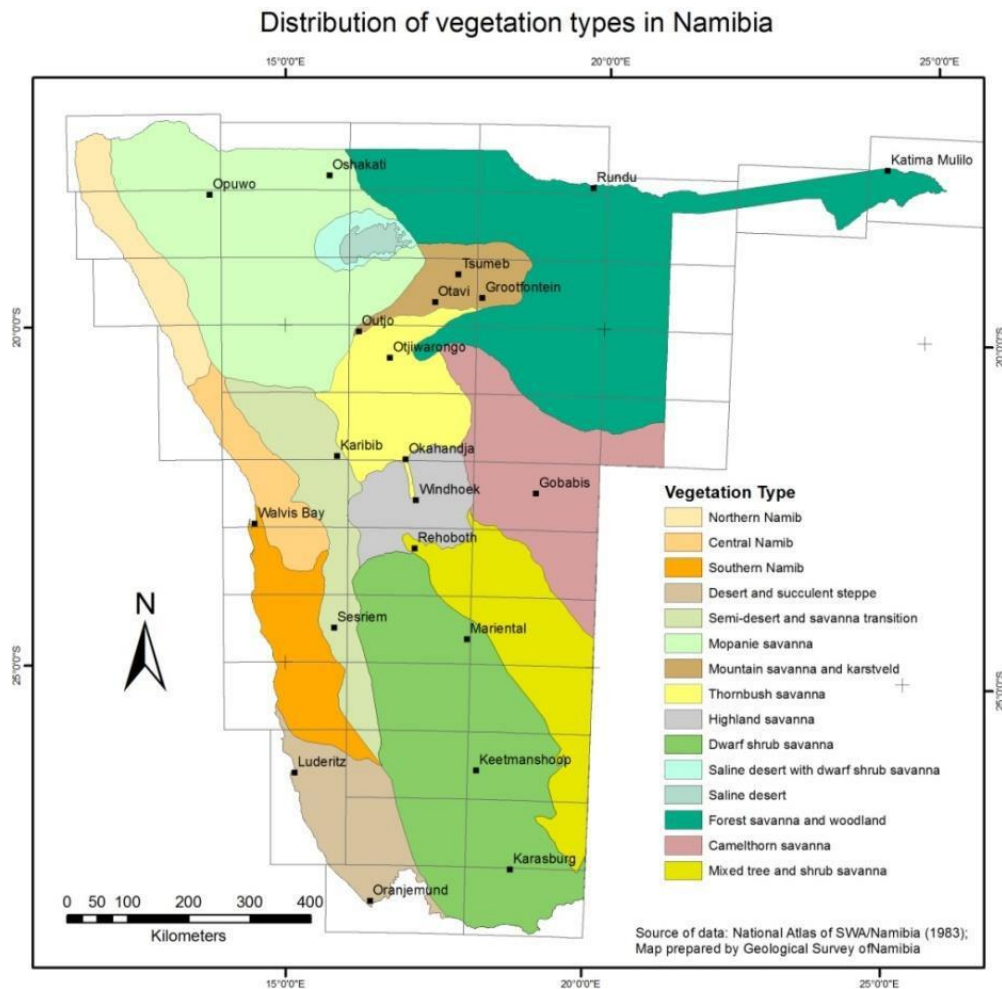 Distribution of vegetation types in Namibia
15°0'0"E
20°0'0"E
25°0'0"E
Katima Mulilo
Oshakati
Rundu
Opuwo
Tsumeb
Grootfontein
Otavi
Outjo
20°0'0"S
20°0'0"S
Otjiwarongo
Karibib
Okahandja
Gobabis
Windhoek
Walvis Bay
Rehoboth
Sesriem
Mariental
25°0'0"S
25°0'0"S
Luderitz
Keetmanshoop
Karasburg
Oranjemund
N
Vegetation Type
Northern Namib
Central Namib
Southern Namib
Desert and succulent steppe
Semi-desert and savanna transition
Mopanie savanna
Mountain savanna and karstveld
Thornbush savanna
Highland savanna
Dwarf shrub savanna
Saline desert with dwarf shrub savanna
Saline desert
Forest savanna and woodland
Camelthorn savanna
Mixed tree and shrub savanna
0 50 100 200 300 400
Kilometers
Source of data: National Atlas of SWA/Namibia (1983);
Map prepared by Geological Survey ofNamibia
15°0'0"E
20°0'0"E
25°0'0"E